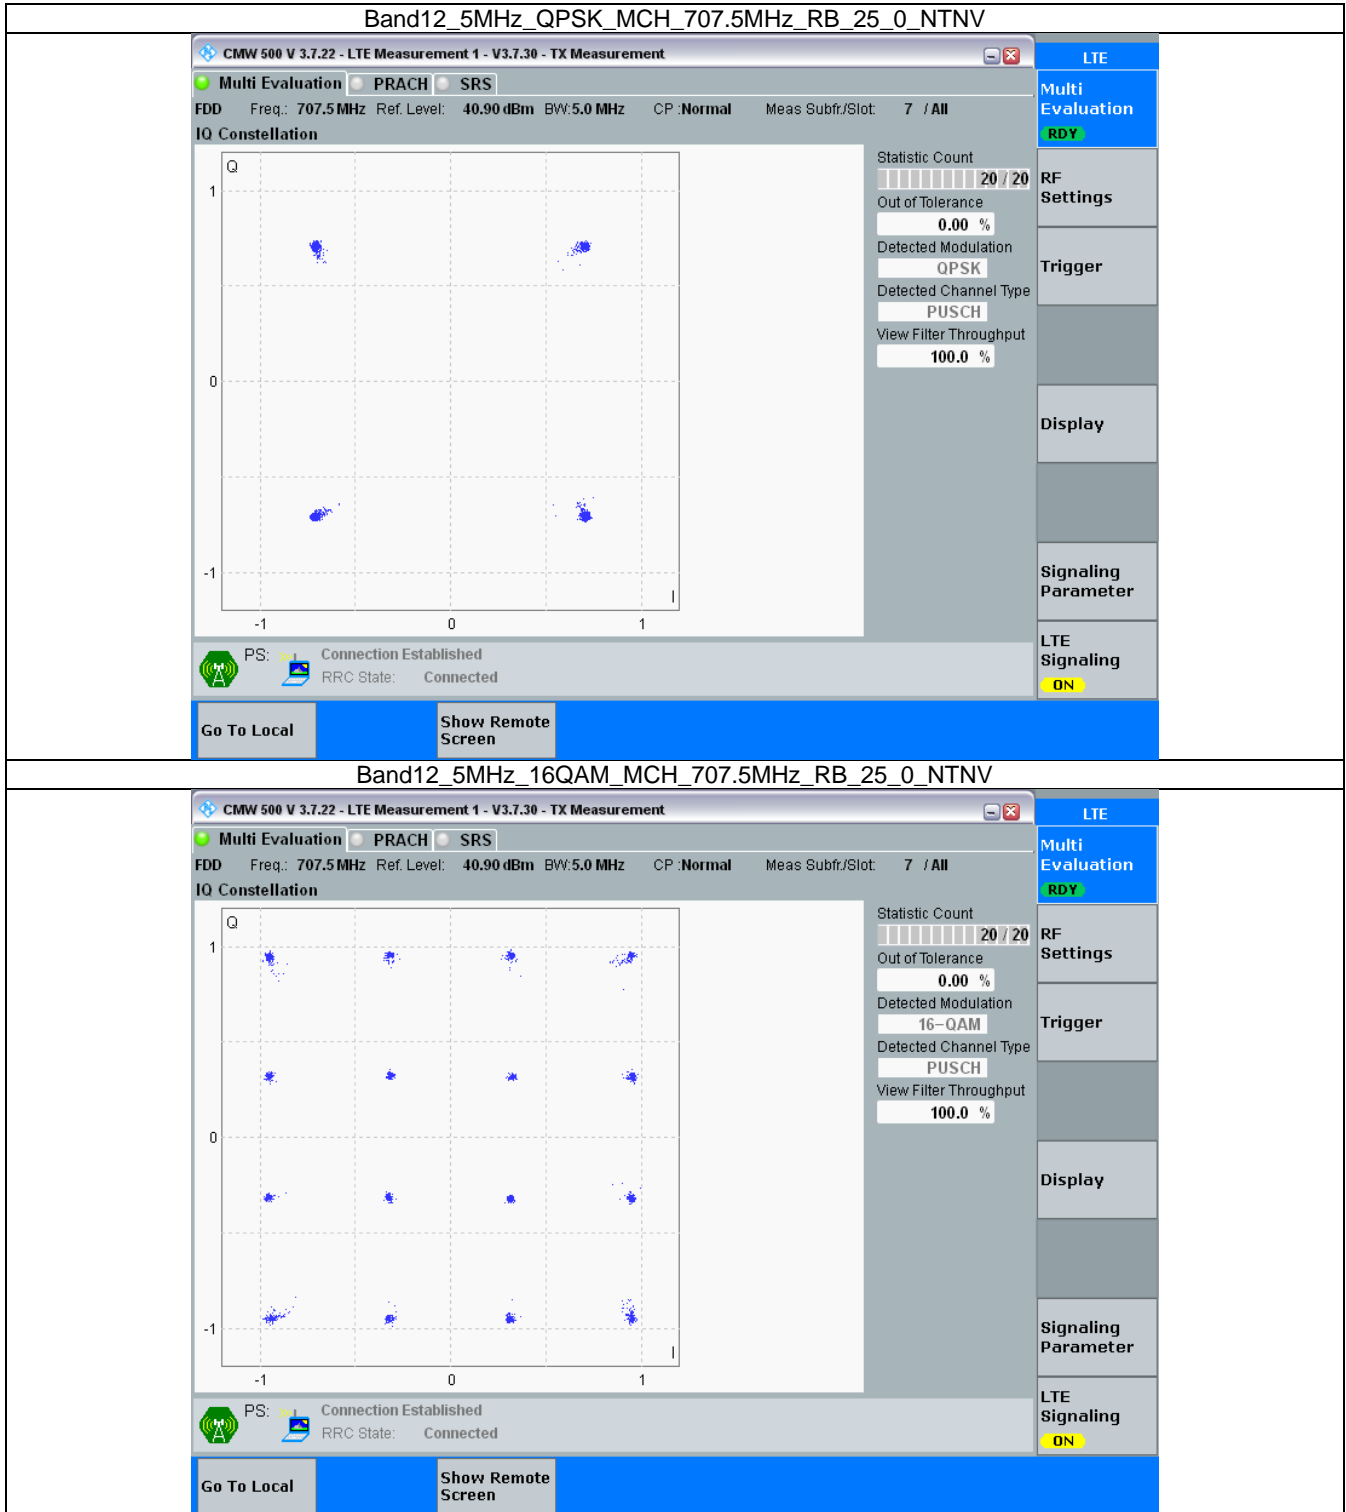 Band12_5MHz_QPSK_MCH_707.5MHz_RB_25_0_NTNV
CMW 500 V 3.7.22 - LTE Measurement 1 - V3.7.30 - TX Measurement
LTE
Multi Evaluation PRACH SRS
Multi
Evaluation
RDY
FDD Freq.: 707.5 MHz Ref. Level: 40.90 dBm BW: 5.0 MHz CP : Normal Meas Subfr./Slot: 7 / All
IQ Constellation
Q
1
0
-1
I
-1 0 1
Statistic Count
20 / 20
Out of Tolerance
0.00 %
Detected Modulation
QPSK
Detected Channel Type
PUSCH
View Filter Throughput
100.0 %
RF
Settings
Trigger
Display
Signaling
Parameter
LTE
Signaling
ON
PS: Connection Established
RRC State: Connected
Go To Local
Show Remote
Screen
Band12_5MHz_16QAM_MCH_707.5MHz_RB_25_0_NTNV
CMW 500 V 3.7.22 - LTE Measurement 1 - V3.7.30 - TX Measurement
LTE
Multi Evaluation PRACH SRS
Multi
Evaluation
RDY
FDD Freq.: 707.5 MHz Ref. Level: 40.90 dBm BW: 5.0 MHz CP : Normal Meas Subfr./Slot: 7 / All
IQ Constellation
Q
1
0
-1
I
-1 0 1
Statistic Count
20 / 20
Out of Tolerance
0.00 %
Detected Modulation
16-QAM
Detected Channel Type
PUSCH
View Filter Throughput
100.0 %
RF
Settings
Trigger
Display
Signaling
Parameter
LTE
Signaling
ON
PS: Connection Established
RRC State: Connected
Go To Local
Show Remote
Screen